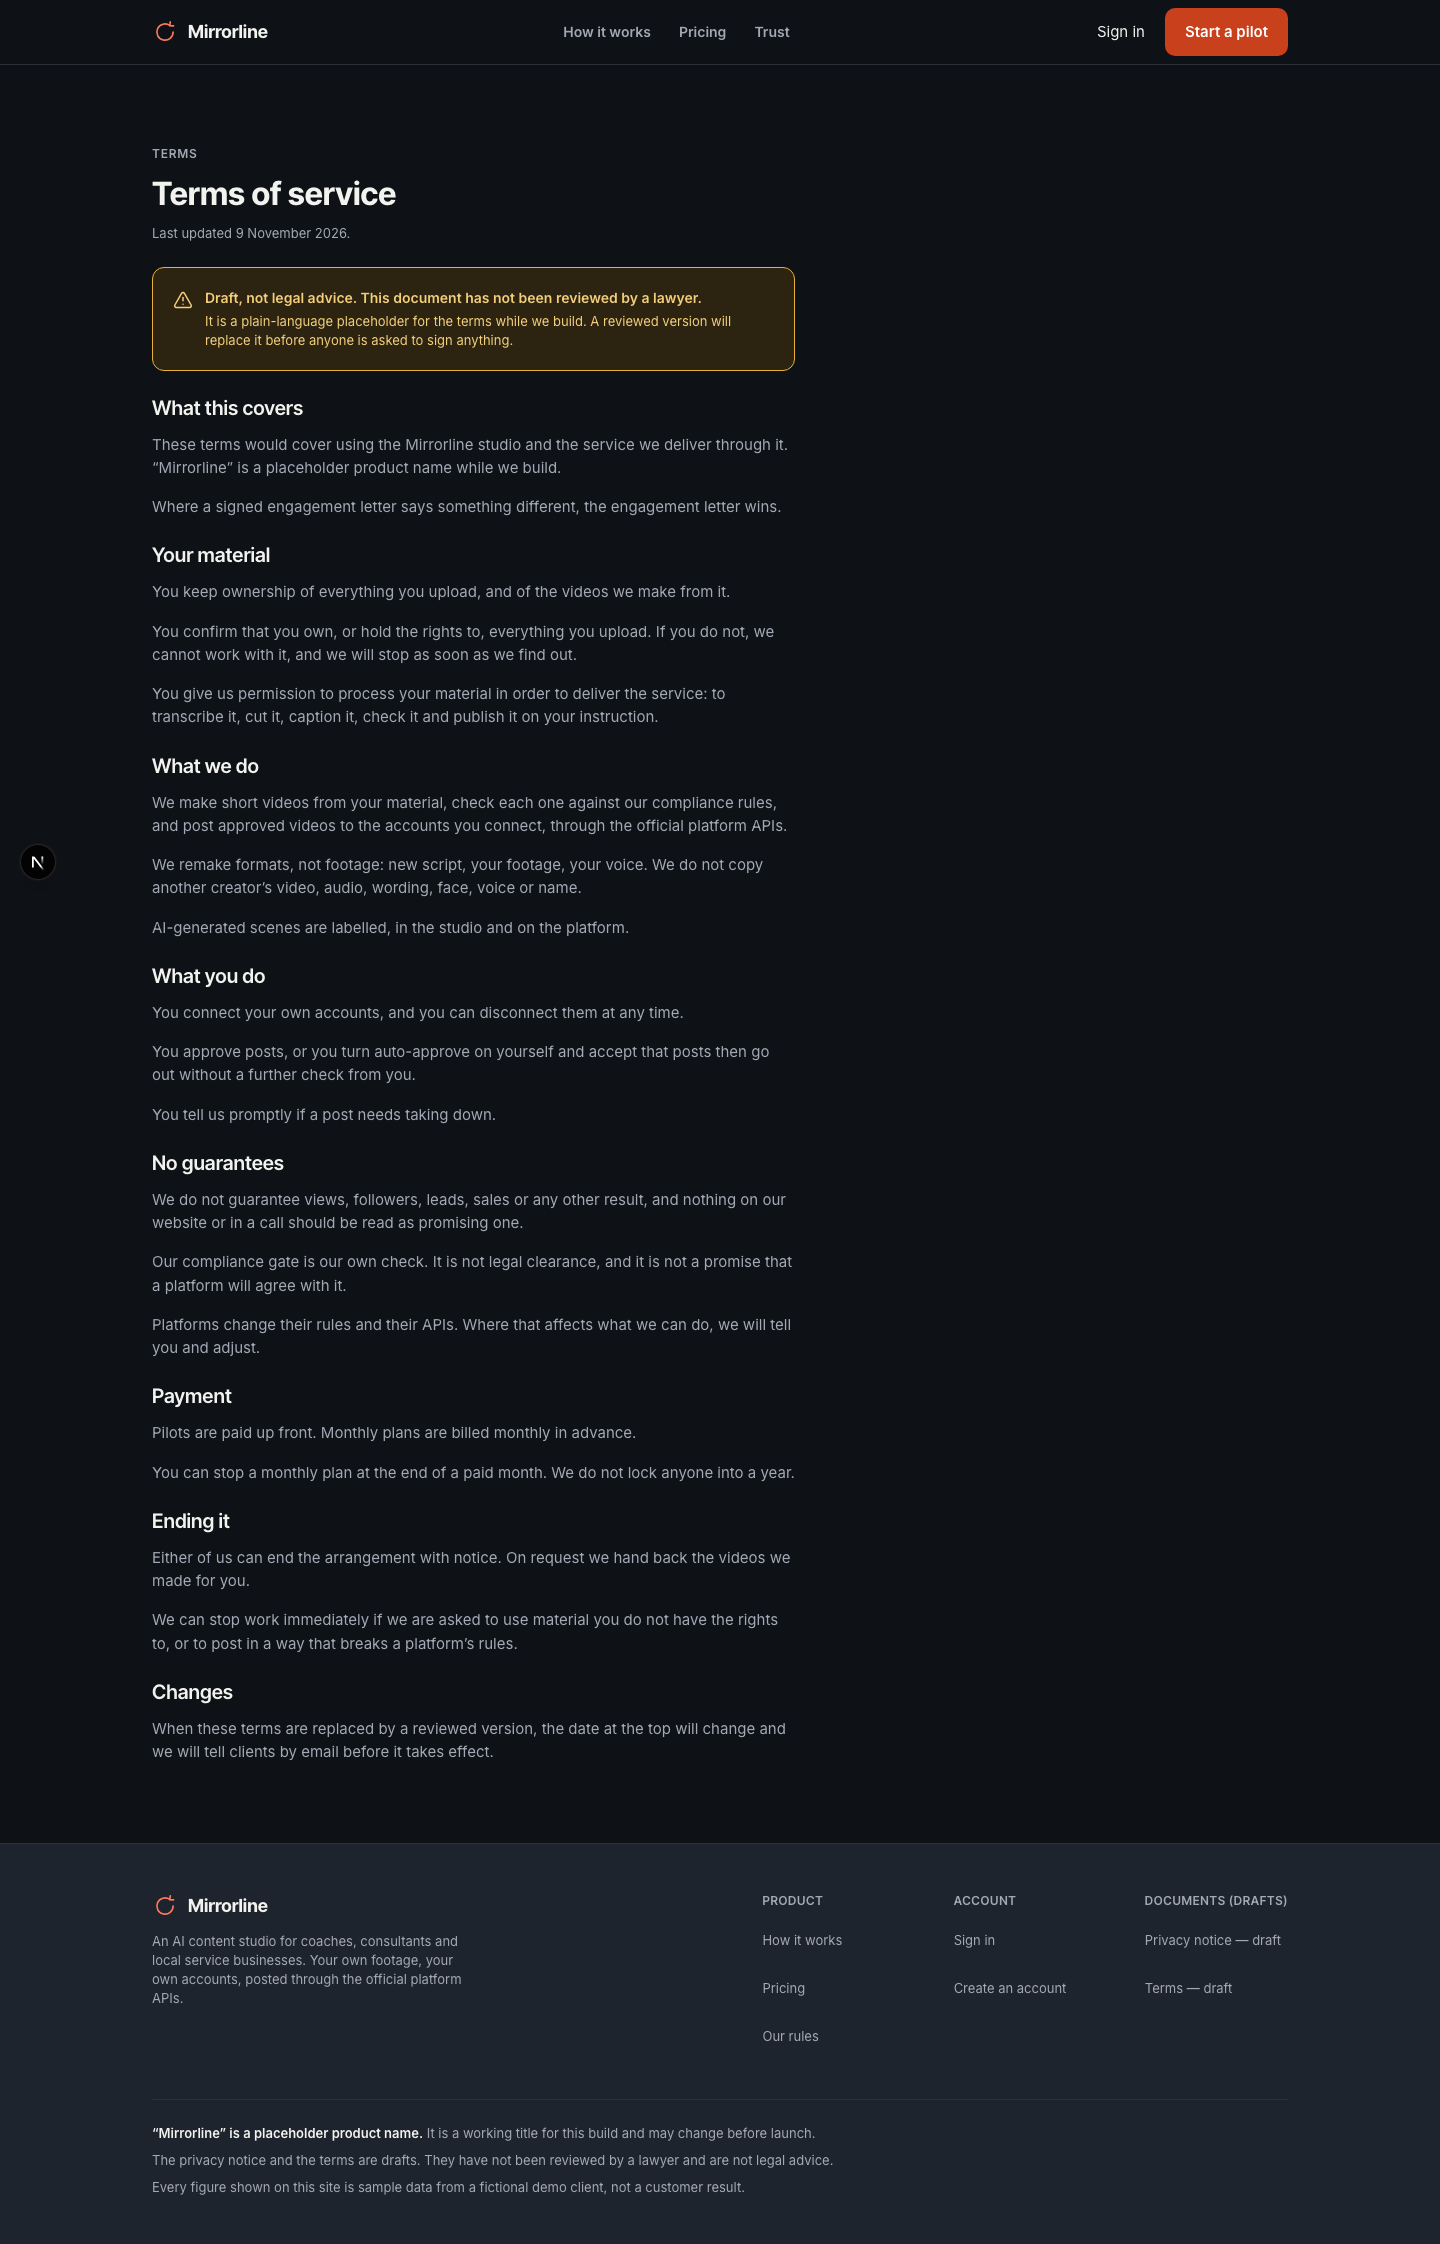 Mirrorline
How it works
Pricing
Trust
Sign in
Start a pilot
TERMS
Terms of service
Last updated 9 November 2026.
Draft, not legal advice. This document has not been reviewed by a lawyer.
It is a plain-language placeholder for the terms while we build. A reviewed version will
replace it before anyone is asked to sign anything.
What this covers
These terms would cover using the Mirrorline studio and the service we deliver through it.
“Mirrorline” is a placeholder product name while we build.
Where a signed engagement letter says something different, the engagement letter wins.
Your material
You keep ownership of everything you upload, and of the videos we make from it.
You confirm that you own, or hold the rights to, everything you upload. If you do not, we
cannot work with it, and we will stop as soon as we find out.
You give us permission to process your material in order to deliver the service: to
transcribe it, cut it, caption it, check it and publish it on your instruction.
What we do
We make short videos from your material, check each one against our compliance rules,
and post approved videos to the accounts you connect, through the official platform APIs.
We remake formats, not footage: new script, your footage, your voice. We do not copy
another creator’s video, audio, wording, face, voice or name.
AI-generated scenes are labelled, in the studio and on the platform.
What you do
You connect your own accounts, and you can disconnect them at any time.
You approve posts, or you turn auto-approve on yourself and accept that posts then go
out without a further check from you.
You tell us promptly if a post needs taking down.
No guarantees
We do not guarantee views, followers, leads, sales or any other result, and nothing on our
website or in a call should be read as promising one.
Our compliance gate is our own check. It is not legal clearance, and it is not a promise that
a platform will agree with it.
Platforms change their rules and their APIs. Where that affects what we can do, we will tell
you and adjust.
Payment
Pilots are paid up front. Monthly plans are billed monthly in advance.
You can stop a monthly plan at the end of a paid month. We do not lock anyone into a year.
Ending it
Either of us can end the arrangement with notice. On request we hand back the videos we
made for you.
We can stop work immediately if we are asked to use material you do not have the rights
to, or to post in a way that breaks a platform’s rules.
Changes
When these terms are replaced by a reviewed version, the date at the top will change and
we will tell clients by email before it takes effect.
Mirrorline
An AI content studio for coaches, consultants and
local service businesses. Your own footage, your
own accounts, posted through the official platform
APIs.
PRODUCT
How it works
Pricing
Our rules
ACCOUNT
Sign in
Create an account
DOCUMENTS (DRAFTS)
Privacy notice — draft
Terms — draft
“Mirrorline” is a placeholder product name. It is a working title for this build and may change before launch.
The privacy notice and the terms are drafts. They have not been reviewed by a lawyer and are not legal advice.
Every figure shown on this site is sample data from a fictional demo client, not a customer result.